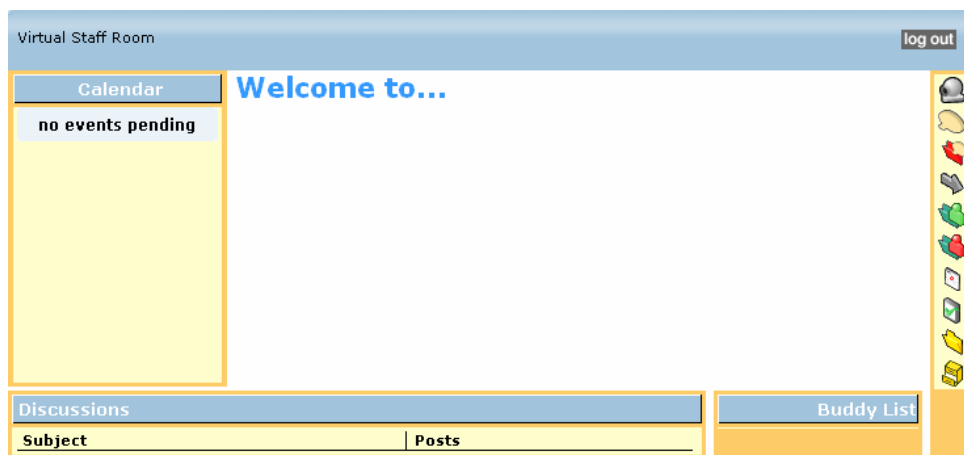 Virtual Staff Room
log out
Calendar
Welcome to...
no events pending
Discussions
Buddy List
Subject
Posts